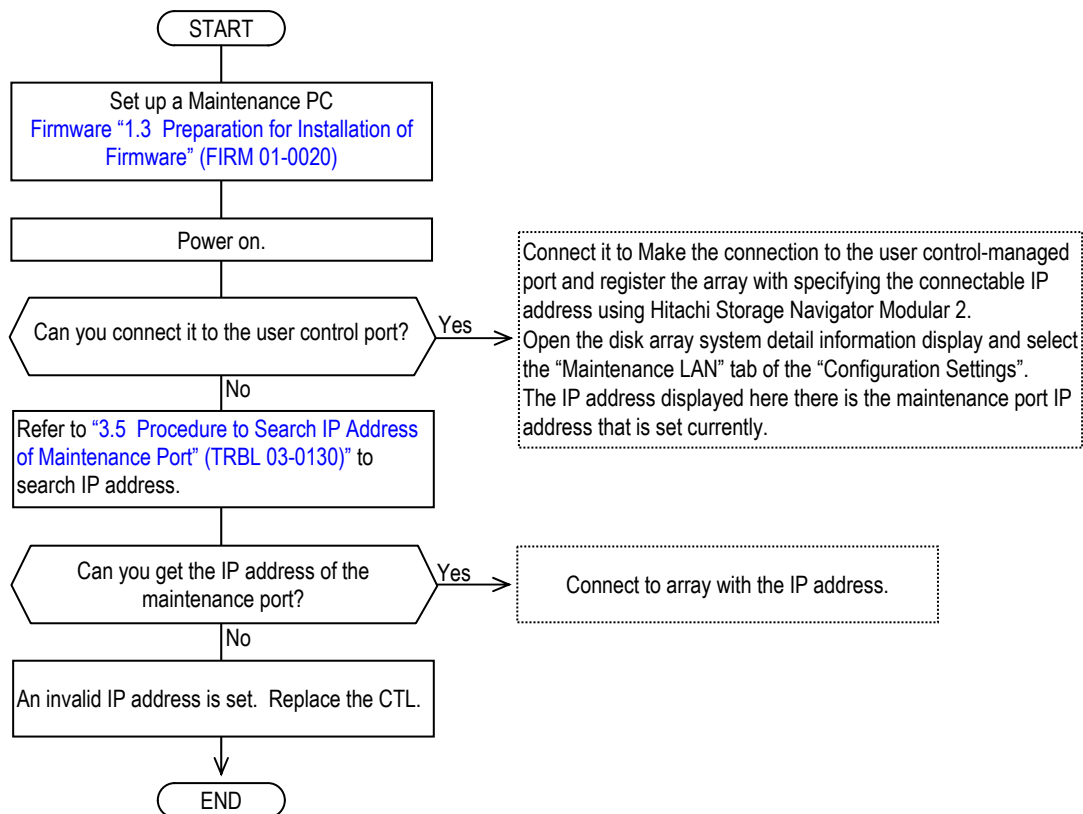 START
Set up a Maintenance PC
Firmware “1.3  Preparation for Installation of
Firmware” (FIRM 01-0020)
Power on.
Can you connect it to the user control port?
Yes
Connect it to Make the connection to the user control-managed
port and register the array with specifying the connectable IP
address using Hitachi Storage Navigator Modular 2.
Open the disk array system detail information display and select
the “Maintenance LAN” tab of the “Configuration Settings”.
The IP address displayed here there is the maintenance port IP
address that is set currently.
No
Refer to “3.5  Procedure to Search IP Address
of Maintenance Port” (TRBL 03-0130)” to
search IP address.
Can you get the IP address of the
maintenance port?
Yes
Connect to array with the IP address.
No
An invalid IP address is set.  Replace the CTL.
END